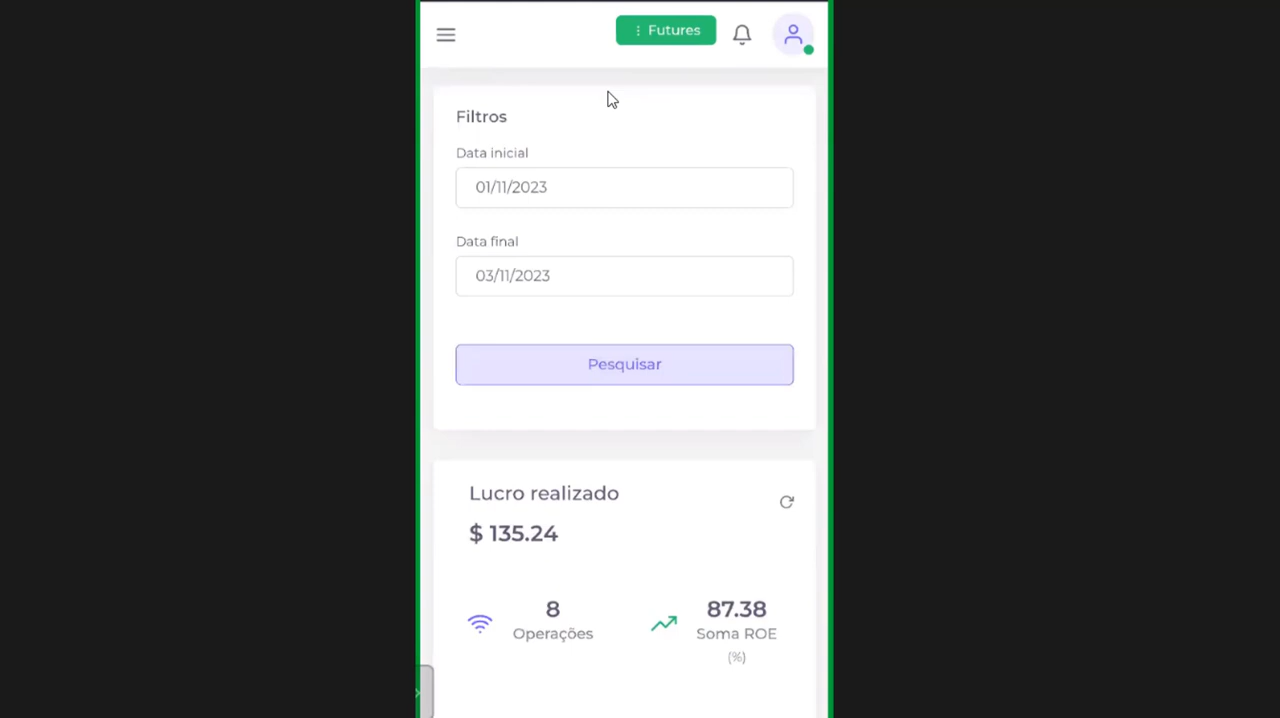 Futures
Filtros
Data inicial
01/11/2023
Data final
03/11/2023
Pesquisar
Lucro realizado
$ 135.24
8
Operações
87.38
Soma ROE
(%)